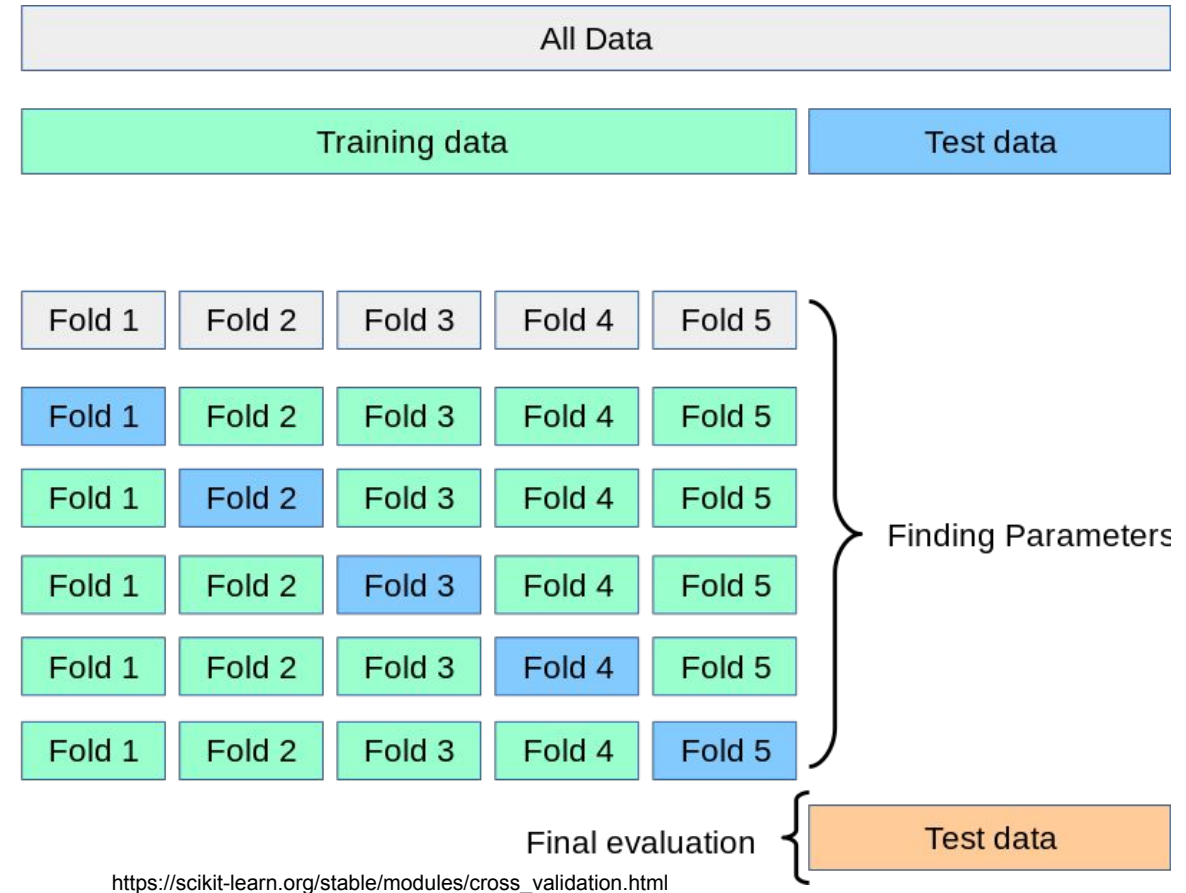 All Data
Training data Test data
Fold 1 Fold 2 Fold 3 Fold 4 Fold 5
Fold 1 Fold 2 Fold 3 Fold 4 Fold 5
Fold 1 Fold 2 Fold 3 Fold 4 Fold 5
Finding Parameters
Fold 1 Fold 2 Fold 3 Fold 4 Fold 5
Fold 1 Fold 2 Fold 3 Fold 4 Fold 5
Fold 1 Fold 2 Fold 3 Fold 4 Fold 5
Final evaluation Test data
https://scikit-learn.org/stable/modules/cross_validation.html